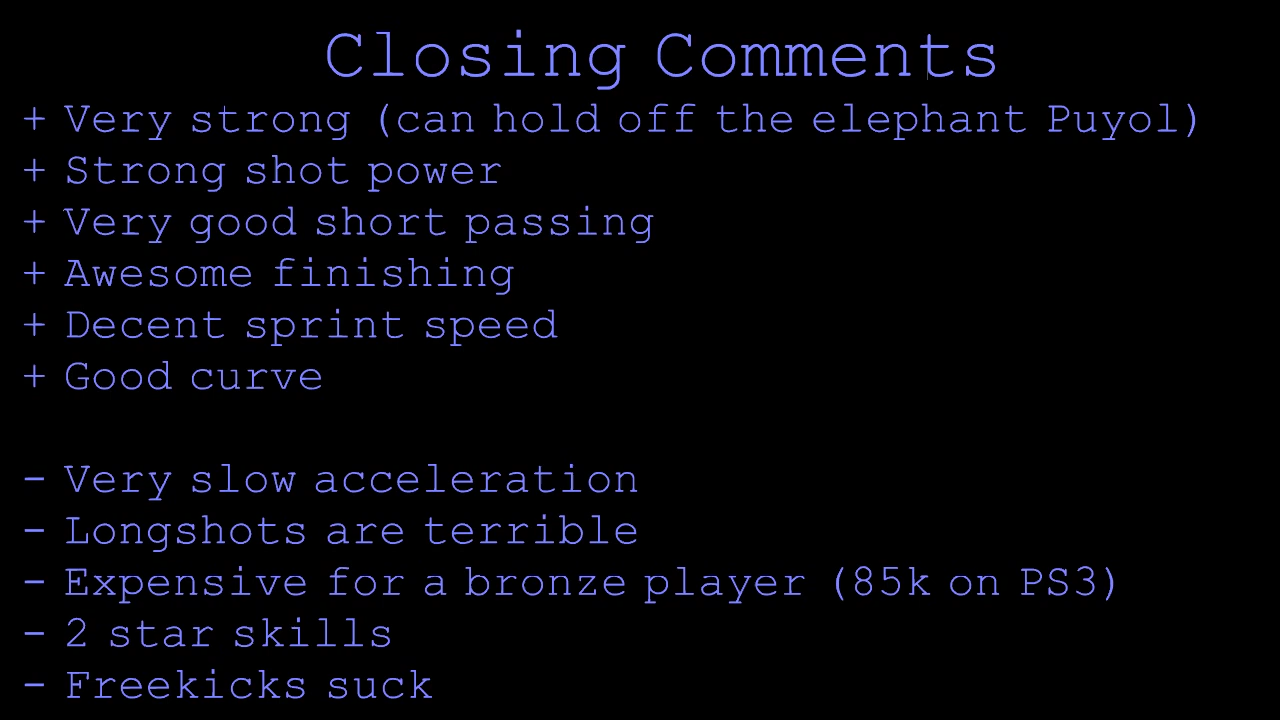 Closing Comments
+ Very strong (can hold off the elephant Puyol)
+ Strong shot power
+ Very good short passing
+ Awesome finishing
+ Decent sprint speed
+ Good curve
- Very slow acceleration
- Longshots are terrible
- Expensive for a bronze player (85k on PS3)
- 2 star skills
- Freekicks suck